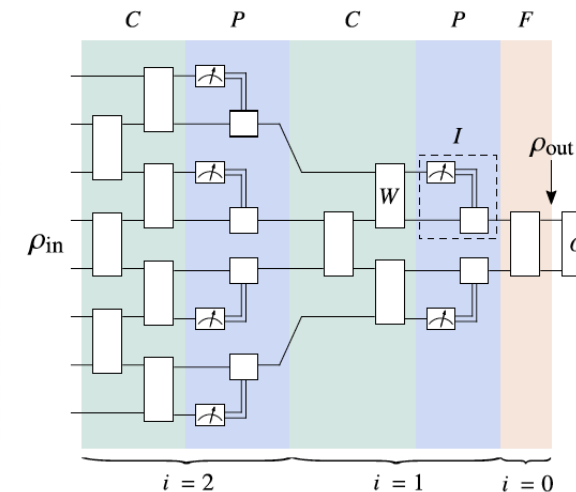 C P C P F
I
ρout
W
ρin
i = 2 i = 1 i = 0